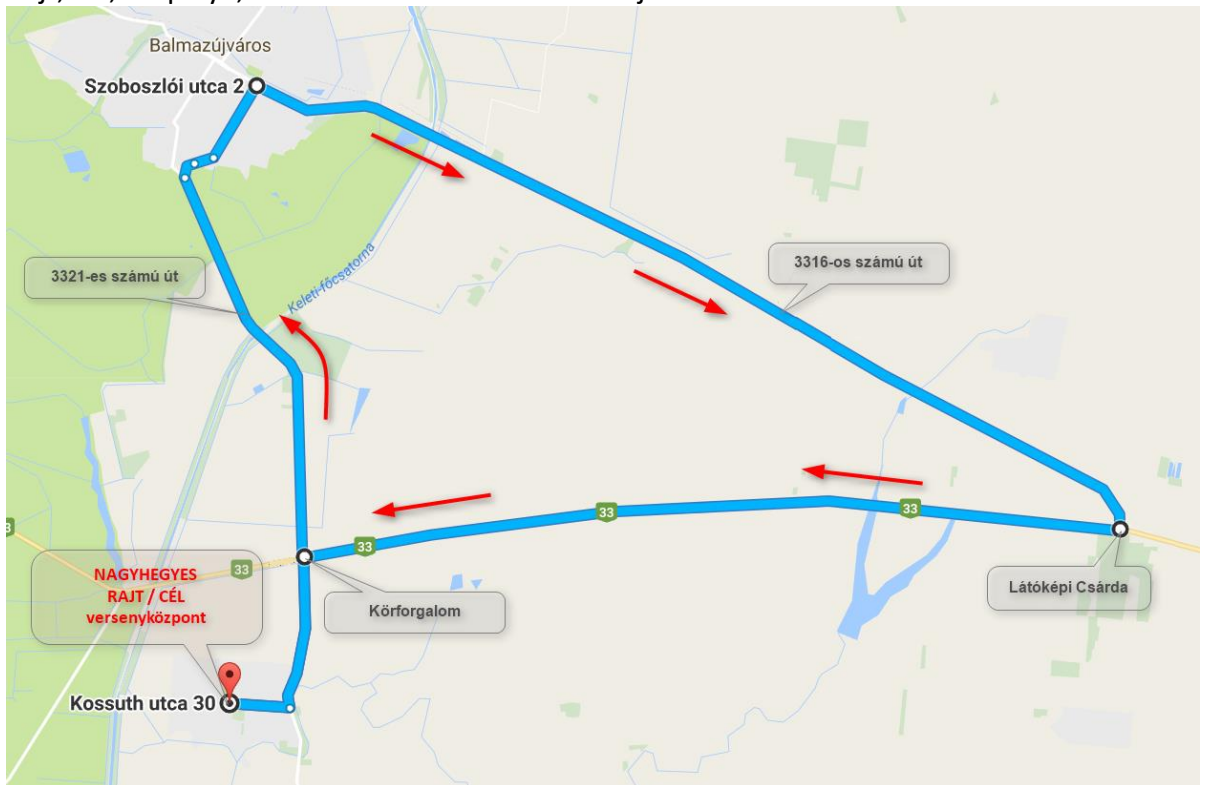 Balmazújváros
Szoboszlói utca 2
3321-es számú út
3316-os számú út
Keleti-főcsatorna
33
33
33
33
3
NAGYHEGYES
RAJT / CÉL
versenyközpont
Körforgalom
Látóképi Csárda
Kossuth utca 30